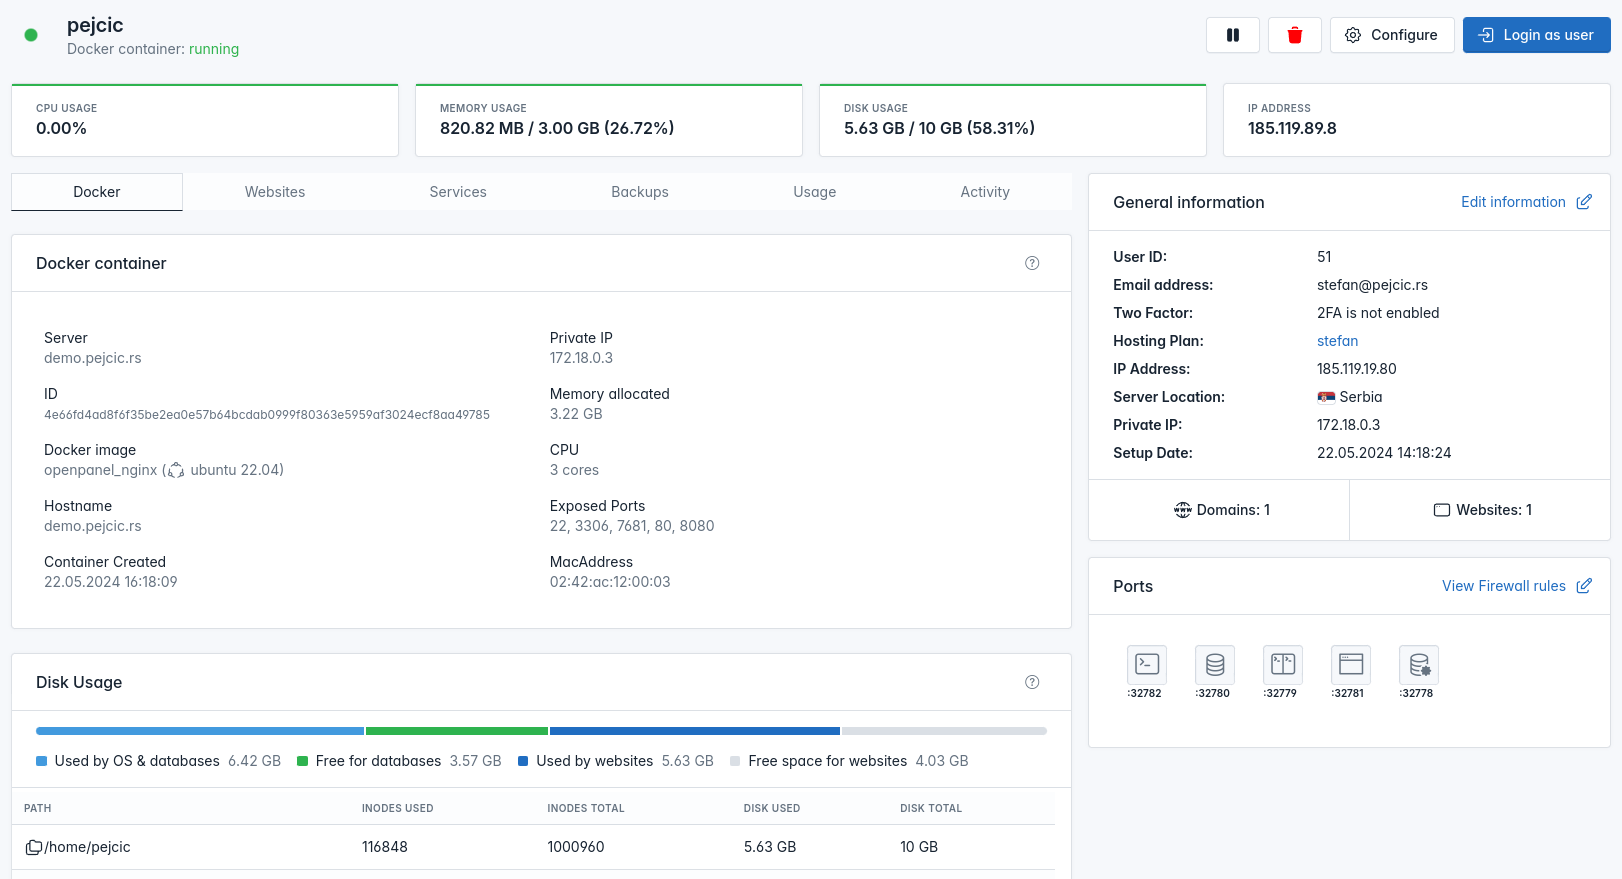 pejcic
Docker container: running
Configure
Login as user
CPU USAGE
0.00%
MEMORY USAGE
820.82 MB / 3.00 GB (26.72%)
DISK USAGE
5.63 GB / 10 GB (58.31%)
IP ADDRESS
185.119.89.8
Docker
Websites
Services
Backups
Usage
Activity
Docker container
Server
demo.pejcic.rs
ID
4e66fd4ad8f6f35be2ea0e57b64bcdab0999f80363e5959af3024ecf8aa49785
Docker image
openpanel_nginx ( ubuntu 22.04)
Hostname
demo.pejcic.rs
Container Created
22.05.2024 16:18:09
Private IP
172.18.0.3
Memory allocated
3.22 GB
CPU
3 cores
Exposed Ports
22, 3306, 7681, 80, 8080
MacAddress
02:42:ac:12:00:03
Disk Usage
Used by OS & databases 6.42 GB
Free for databases 3.57 GB
Used by websites 5.63 GB
Free space for websites 4.03 GB
PATH INODES USED INODES TOTAL DISK USED DISK TOTAL
/home/pejcic 116848 1000960 5.63 GB 10 GB
General information
Edit information
User ID: 51
Email address: stefan@pejcic.rs
Two Factor: 2FA is not enabled
Hosting Plan: stefan
IP Address: 185.119.19.80
Server Location: Serbia
Private IP: 172.18.0.3
Setup Date: 22.05.2024 14:18:24
Domains: 1
Websites: 1
Ports
View Firewall rules
:32782
:32780
:32779
:32781
:32778